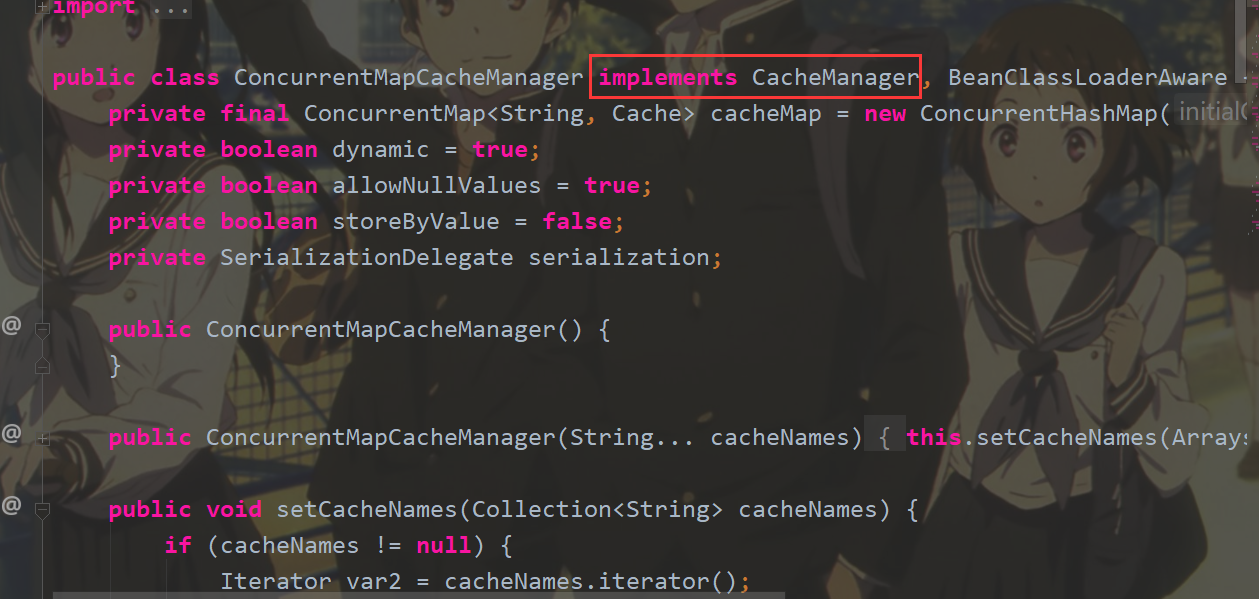 import ...
public class ConcurrentMapCacheManager implements CacheManager, BeanClassLoaderAware
private final ConcurrentMap<String, Cache> cacheMap = new ConcurrentHashMap(
private boolean dynamic = true;
private boolean allowNullValues = true;
private boolean storeByValue = false;
private SerializationDelegate serialization;
@ public ConcurrentMapCacheManager() {
}
@ public ConcurrentMapCacheManager(String... cacheNames) { this.setCacheNames(Arrays
@ public void setCacheNames(Collection<String> cacheNames) {
if (cacheNames != null) {
Iterator var2 = cacheNames.iterator();